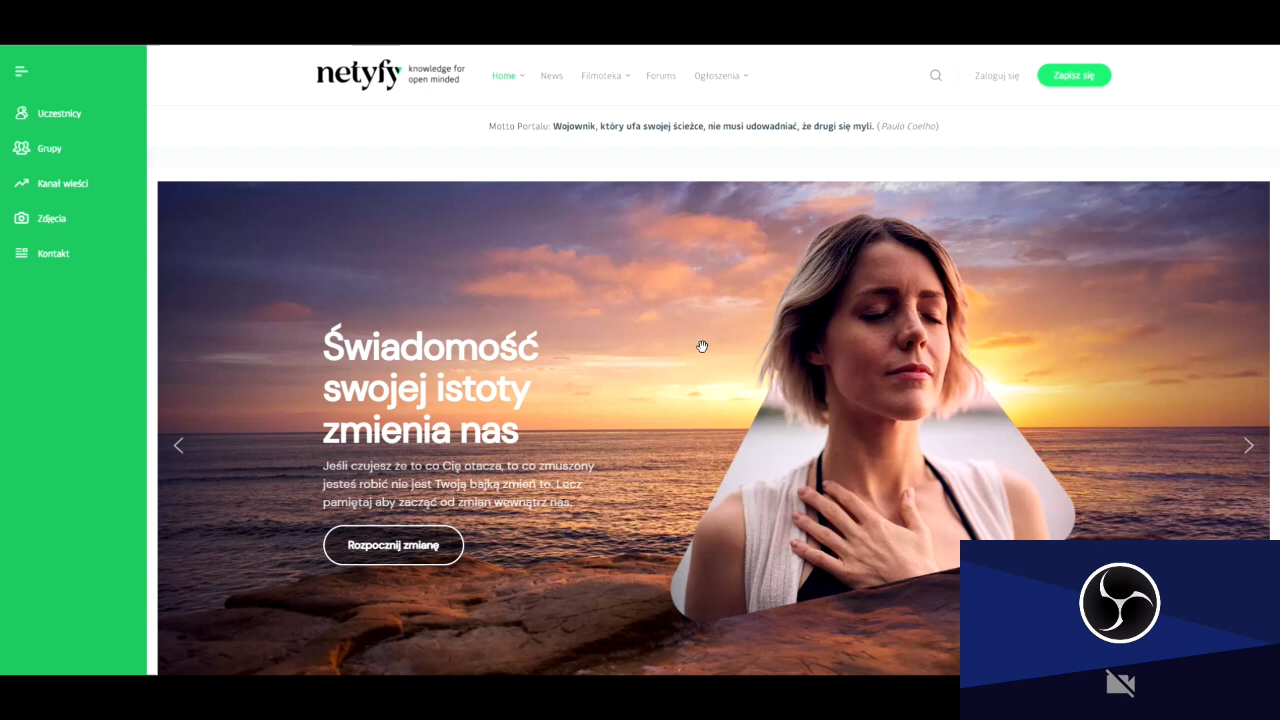 netyfy knowledge for
open minded
Home
News
Filmoteka
Forums
Ogłoszenia
Zaloguj się
Zapisz się
Uczestnicy
Grupy
Kanał wieści
Zdjęcia
Kontakt
Motto Portalu: Wojownik, który ufa swojej ścieżce, nie musi udowadniać, że drugi się myli. (Paulo Coelho)
Świadomość
swojej istoty
zmienia nas
Jeśli czujesz że to co Cię otacza, to co zmuszony
jesteś robić nie jest Twoją bajką zmień to. Lecz
pamiętaj aby zacząć od zmian wewnątrz nas.
Rozpocznij zmianę